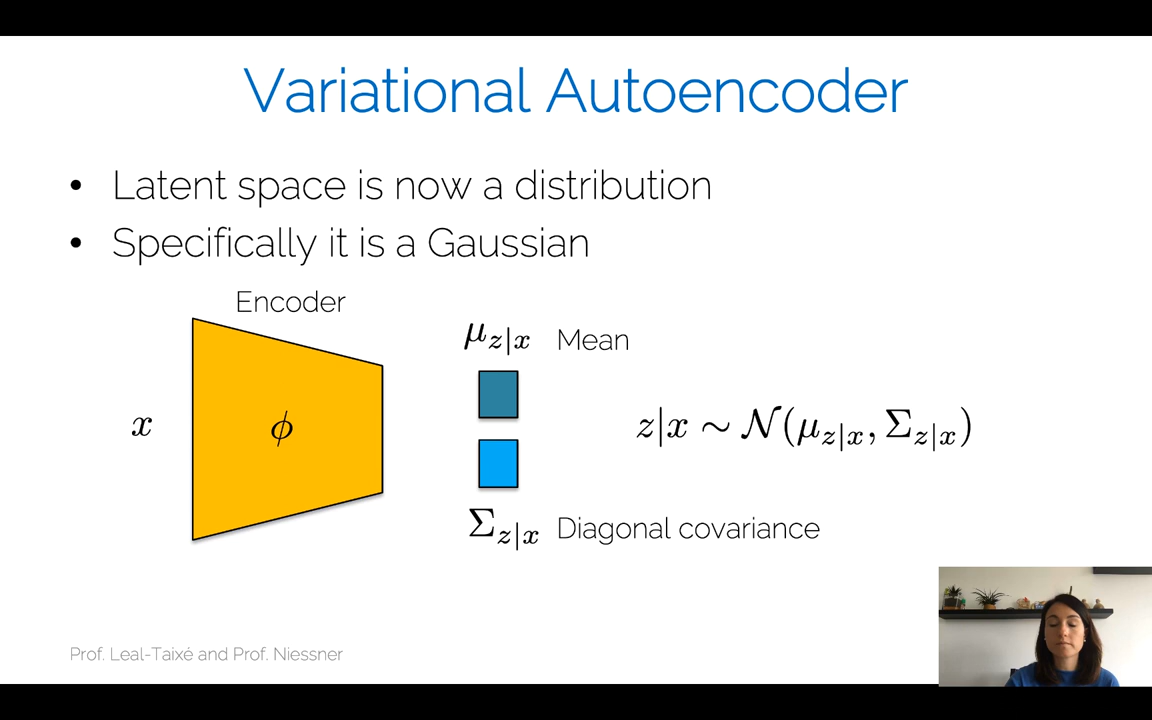 Variational Autoencoder
• Latent space is now a distribution
• Specifically it is a Gaussian
Encoder
x
ϕ
μ_{z|x} Mean
z|x ∼ 𝒩(μ_{z|x}, Σ_{z|x})
Σ_{z|x} Diagonal covariance
Prof. Leal-Taixé and Prof. Niessner